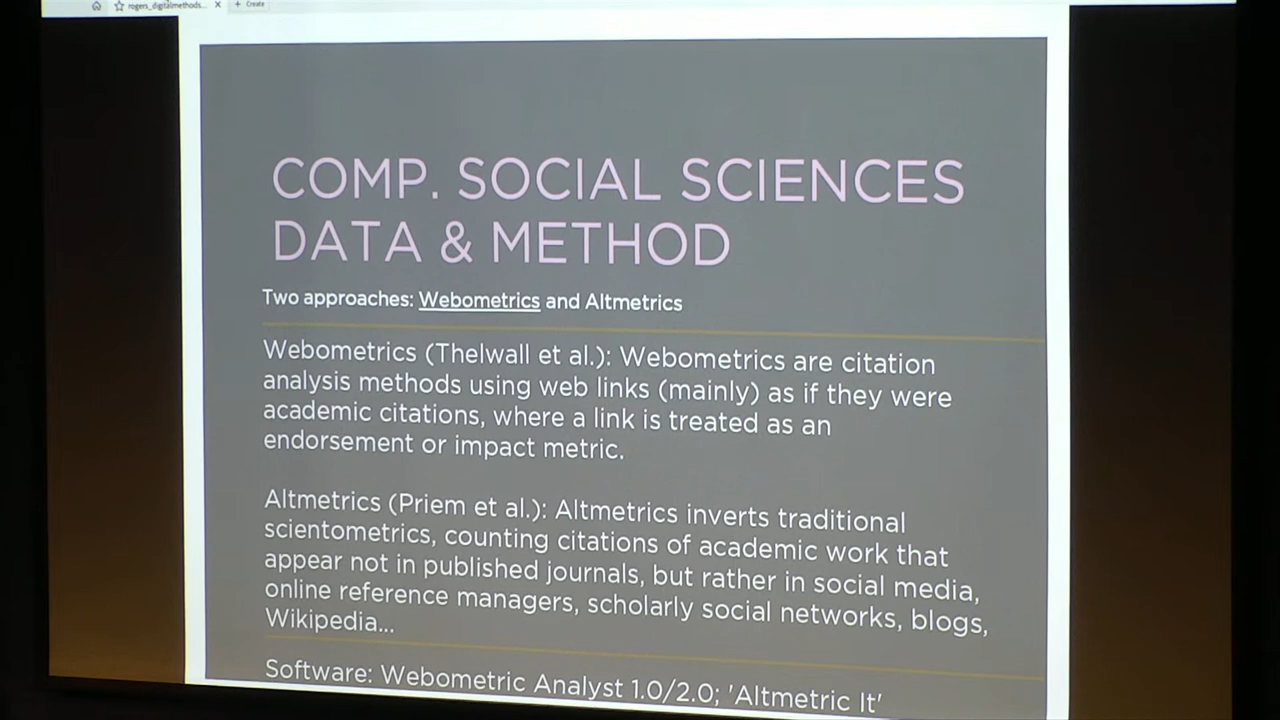 rogers_digitalmethods...
Create
COMP. SOCIAL SCIENCES
DATA & METHOD
Two approaches: Webometrics and Altmetrics
Webometrics (Thelwall et al.): Webometrics are citation
analysis methods using web links (mainly) as if they were
academic citations, where a link is treated as an
endorsement or impact metric.
Altmetrics (Priem et al.): Altmetrics inverts traditional
scientometrics, counting citations of academic work that
appear not in published journals, but rather in social media,
online reference managers, scholarly social networks, blogs,
Wikipedia...
Software: Webometric Analyst 1.0/2.0; 'Altmetric It'